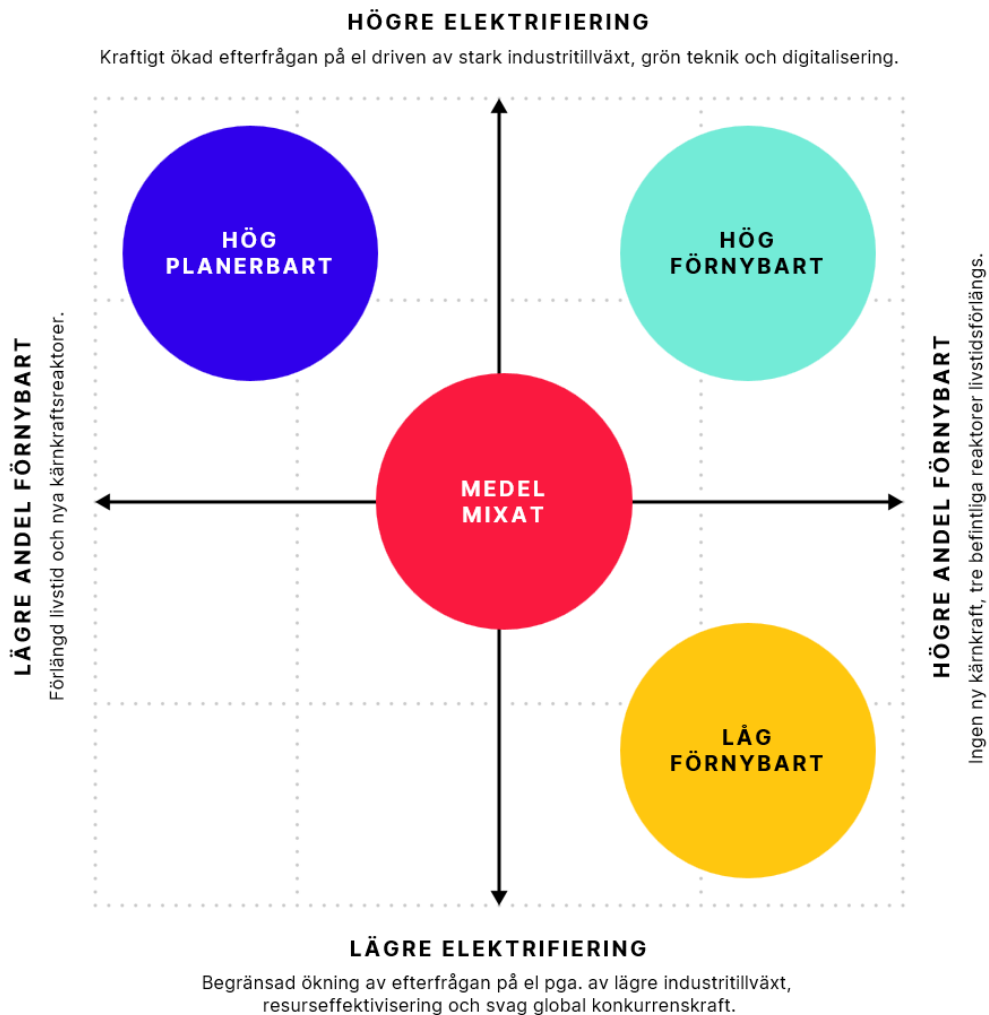 HÖGRE ELEKTRIFIERING
Kraftigt ökad efterfrågan på el driven av stark industritillväxt, grön teknik och digitalisering.
HÖG
PLANERBART
HÖG
FÖRNYBART
LÄGRE ANDEL FÖRNYBART
Förlängd livstid och nya kärnkraftsreaktorer.
MEDEL
MIXAT
HÖGRE ANDEL FÖRNYBART
Ingen ny kärnkraft, tre befintliga reaktorer livstidsförlängs.
LÅG
FÖRNYBART
LÄGRE ELEKTRIFIERING
Begränsad ökning av efterfrågan på el pga. av lägre industritillväxt,
resurseffektivisering och svag global konkurrenskraft.